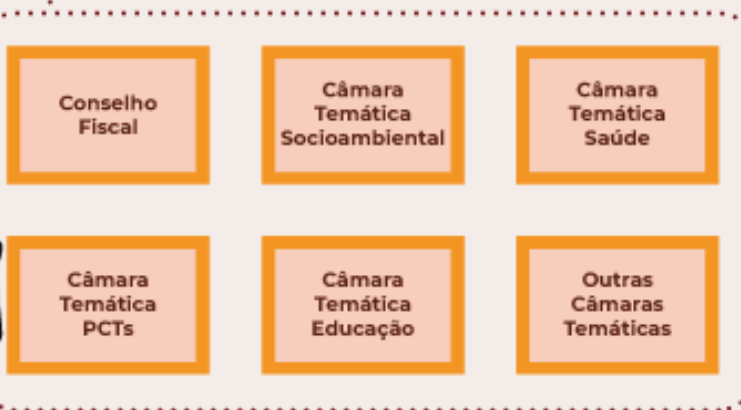 Conselho
Fiscal
Câmara
Temática
Socioambiental
Câmara
Temática
Saúde
Câmara
Temática
PCTs
Câmara
Temática
Educação
Outras
Câmaras
Temáticas